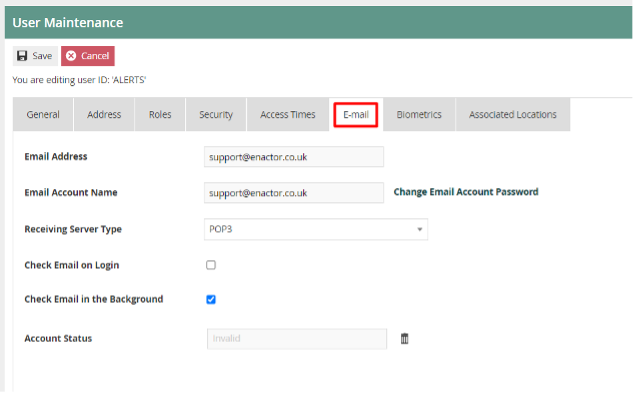 User Maintenance
Save Cancel
You are editing user ID: 'ALERTS'
General Address Roles Security Access Times E-mail Biometrics Associated Locations
Email Address support@enactor.co.uk
Email Account Name support@enactor.co.uk Change Email Account Password
Receiving Server Type POP3
Check Email on Login
Check Email in the Background
Account Status Invalid